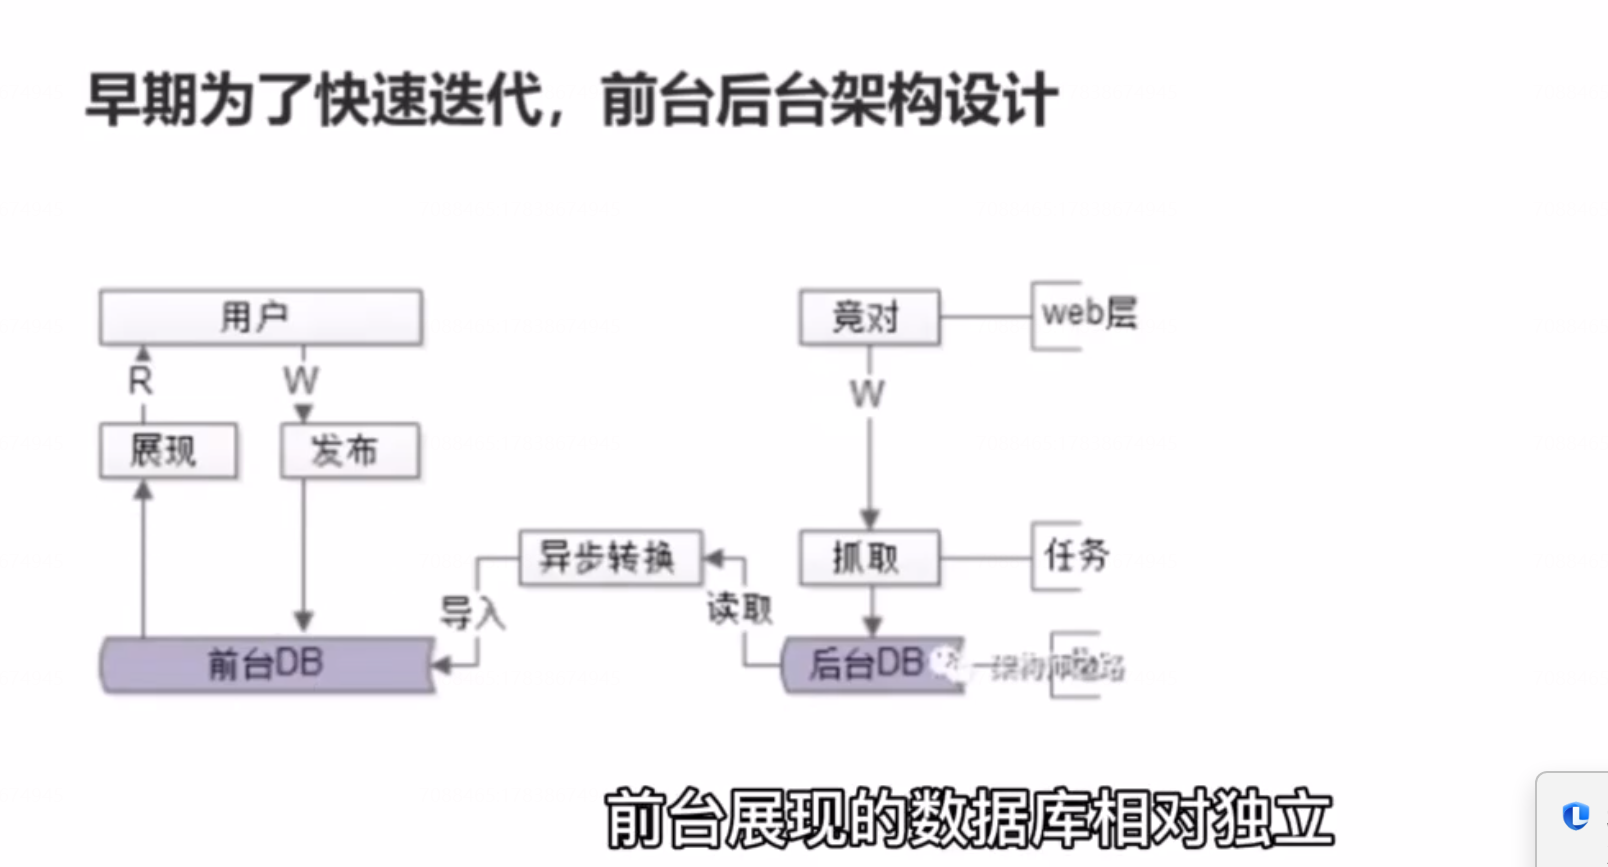 早期为了快速迭代，前台后台架构设计
用户
竞对
web层
R
W
W
展现
发布
异步转换
抓取
任务
导入
读取
前台DB
后台DB
前台展现的数据库相对独立